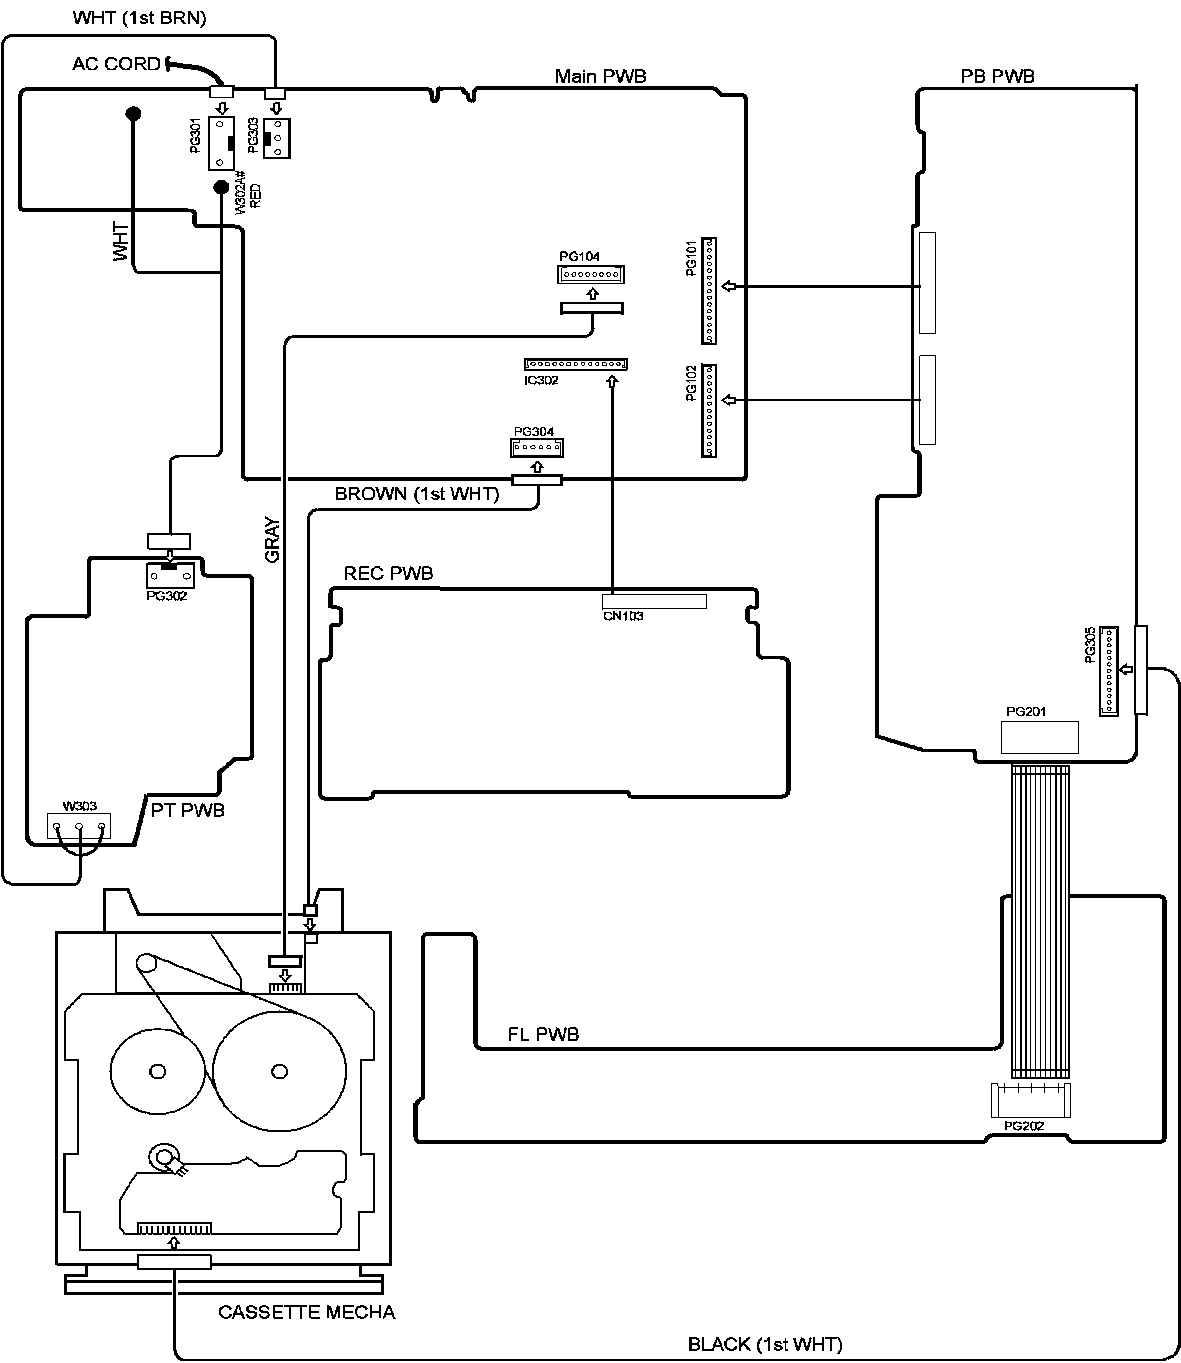 WHT (1st BRN)
AC CORD
Main PWB
PB PWB
PG301
PG303
W302A#
RED
WHT
PG104
PG101
IC302
PG102
PG304
BROWN (1st WHT)
GRAY
REC PWB
CN103
PG302
PG305
PG201
W303
PT PWB
FL PWB
PG202
CASSETTE MECHA
BLACK (1st WHT)